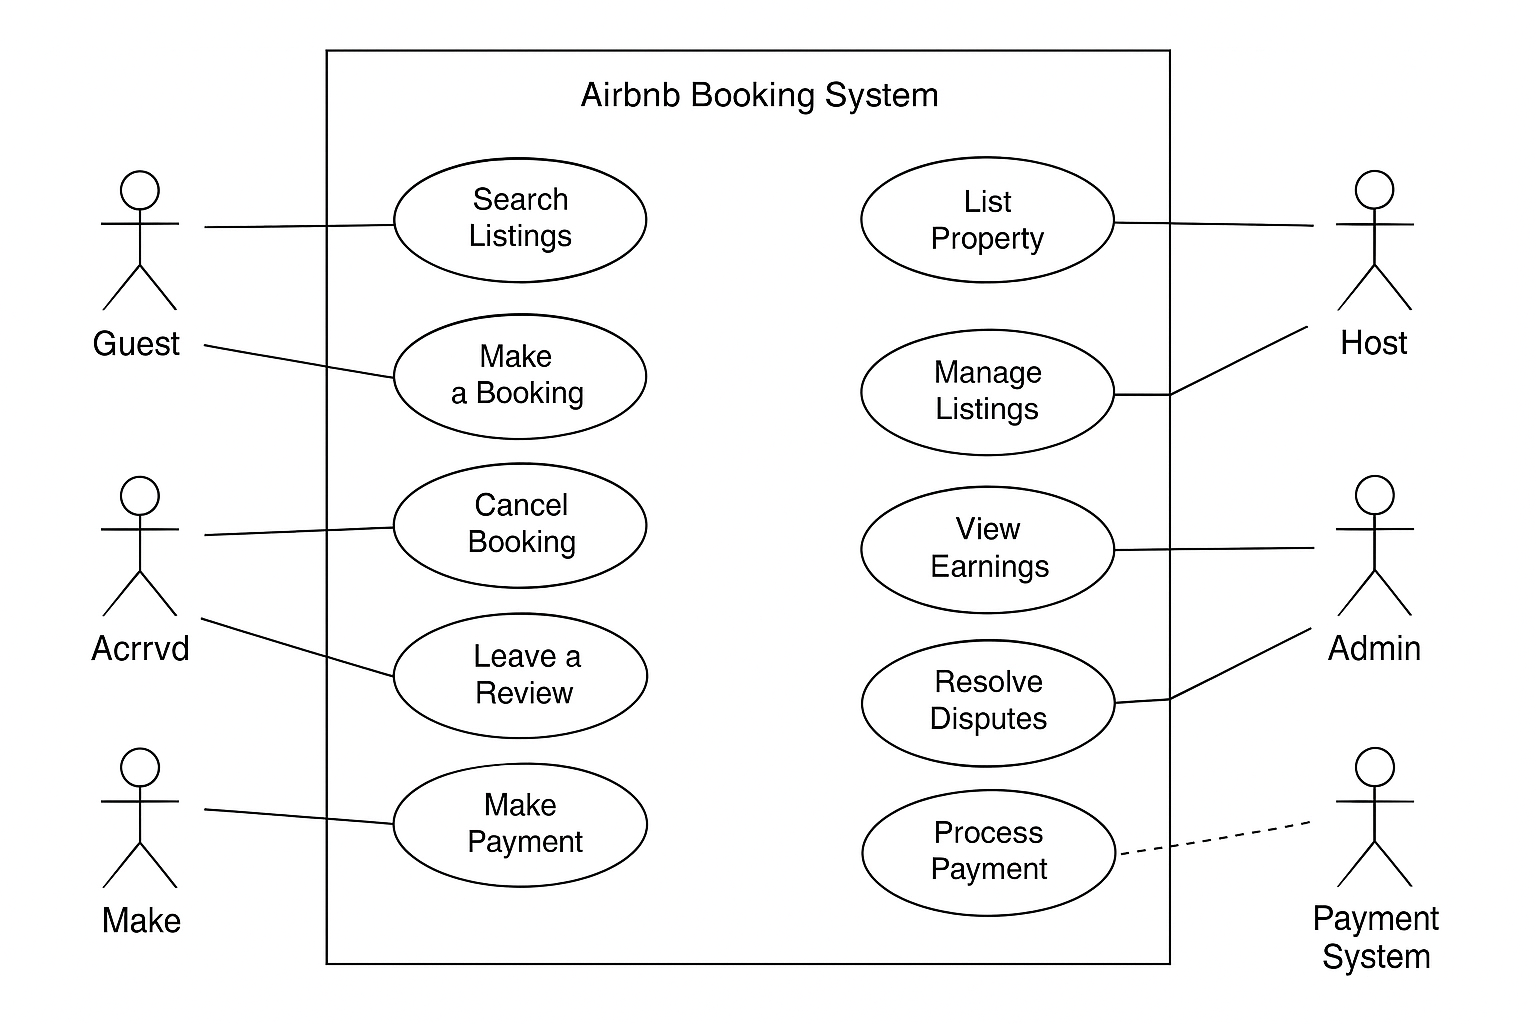 Airbnb Booking System
Guest
Acrrvd
Make
Search
Listings
Make
a Booking
Cancel
Booking
Leave a
Review
Make
Payment
List
Property
Manage
Listings
View
Earnings
Resolve
Disputes
Process
Payment
Host
Admin
Payment
System